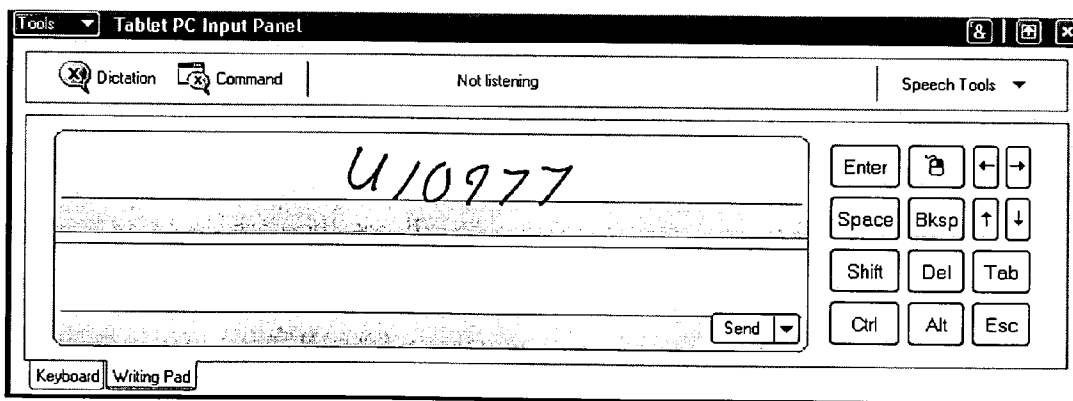 Tools Tablet PC Input Panel
Dictation Command Not listening Speech Tools
U10977
Enter
Space Bksp
Shift Del Tab
Send Ctrl Alt Esc
Keyboard Writing Pad